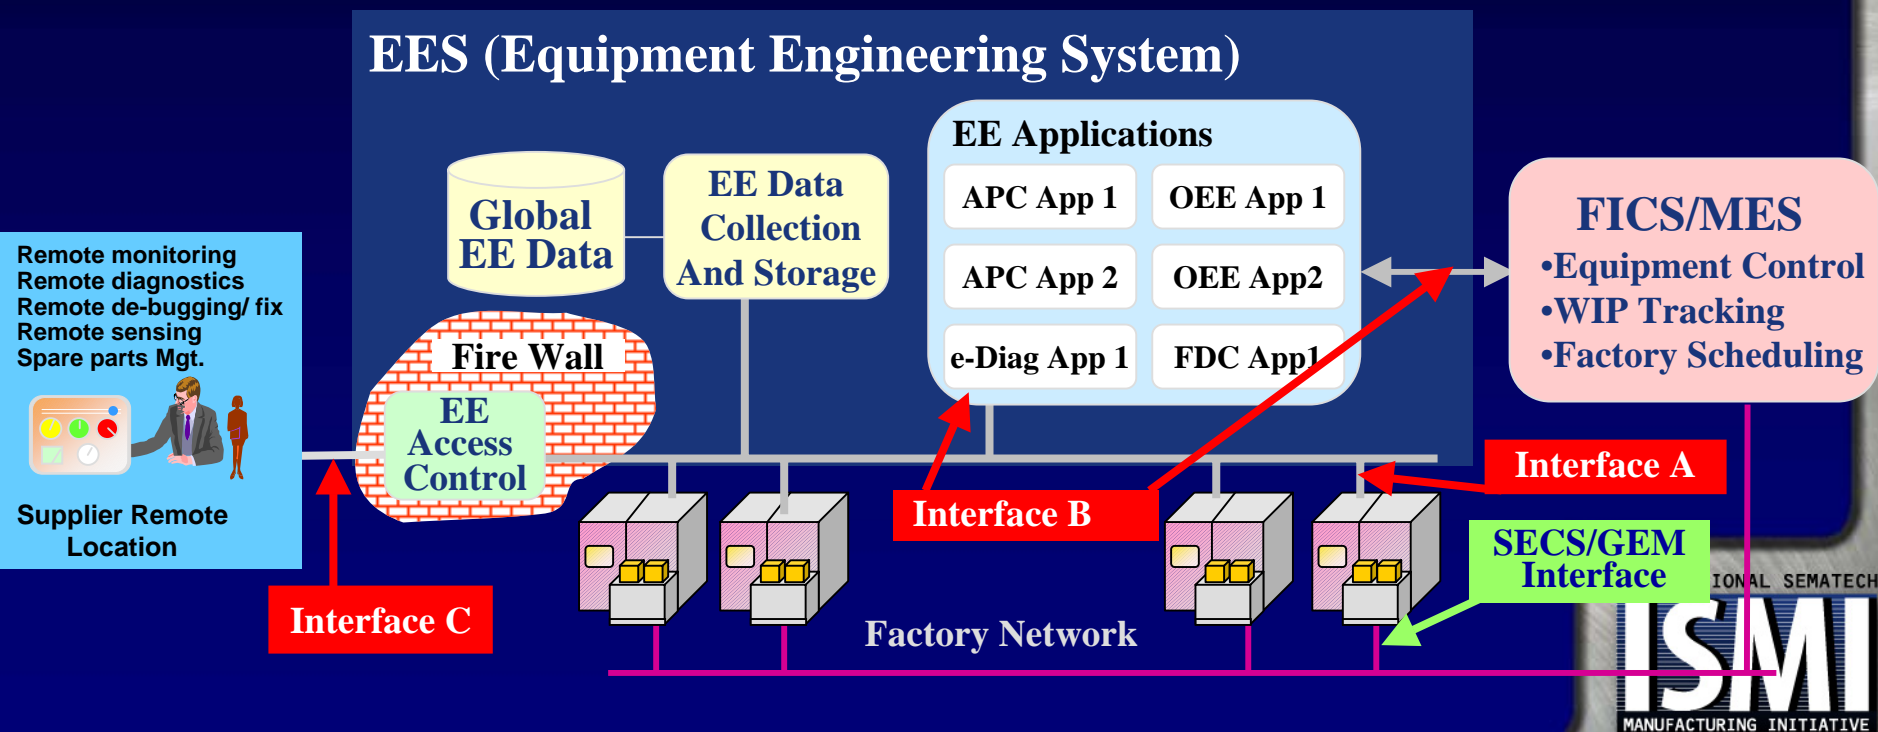 EES (Equipment Engineering System)
EE Applications
APC App 1
OEE App 1
APC App 2
OEE App2
e-Diag App 1
FDC App1
Global
EE Data
EE Data
Collection
And Storage
FICS/MES
•Equipment Control
•WIP Tracking
•Factory Scheduling
Remote monitoring
Remote diagnostics
Remote de-bugging/ fix
Remote sensing
Spare parts Mgt.
Supplier Remote
Location
Fire Wall
EE
Access
Control
Interface A
Interface B
Interface C
SECS/GEM
Interface
Factory Network
IONAL SEMATECH
ISMI
MANUFACTURING INITIATIVE